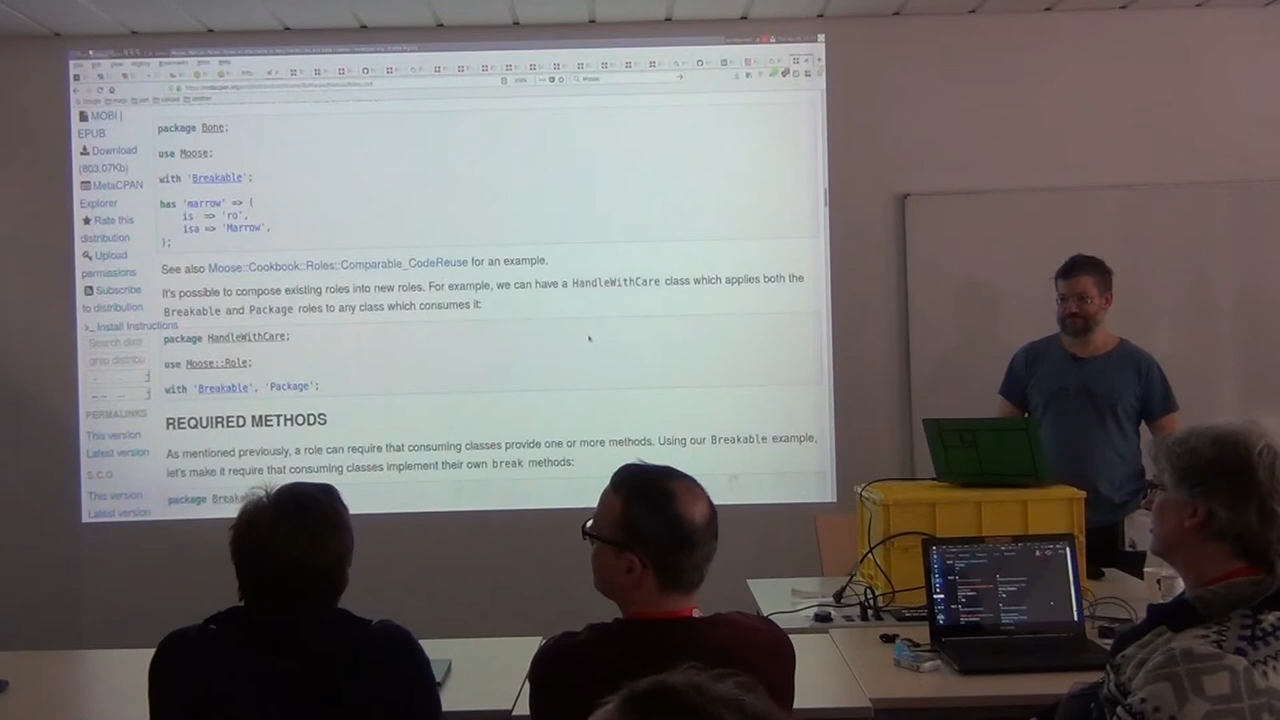 MOBI |
EPUB
Download
(803.07Kb)
MetaCPAN
Explorer
Rate this
distribution
Upload
permissions
Subscribe
to distribution
>_ Install Instructions
Search dist
grep distribu
PERMALINKS
This version
Latest version
S.C.O
This version
Latest version
package Bone;
use Moose;
with 'Breakable';
has 'marrow' => (
is => 'ro',
isa => 'Marrow',
);
See also Moose::Cookbook::Roles::Comparable_CodeReuse for an example.
It's possible to compose existing roles into new roles. For example, we can have a HandleWithCare class which applies both the
Breakable and Package roles to any class which consumes it:
package HandleWithCare;
use Moose::Role;
with 'Breakable', 'Package';
REQUIRED METHODS
As mentioned previously, a role can require that consuming classes provide one or more methods. Using our Breakable example,
let's make it require that consuming classes implement their own break methods:
package